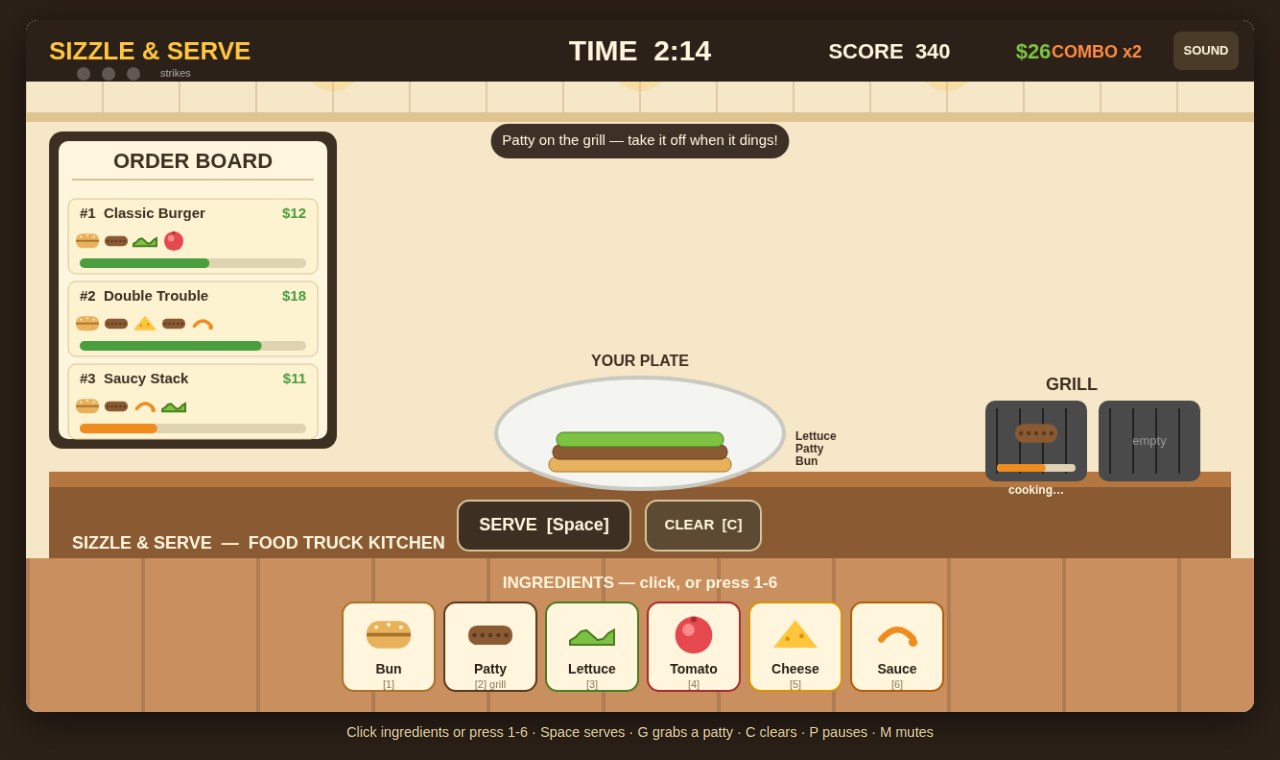 SIZZLE & SERVE
strikes
TIME 2:14
SCORE 340
$26
COMBO x2
SOUND
Patty on the grill — take it off when it dings!
ORDER BOARD
#1 Classic Burger $12
#2 Double Trouble $18
#3 Saucy Stack $11
YOUR PLATE
Lettuce
Patty
Bun
GRILL
empty
cooking…
SERVE [Space]
CLEAR [C]
SIZZLE & SERVE — FOOD TRUCK KITCHEN
INGREDIENTS — click, or press 1-6
Bun
[1]
Patty
[2] grill
Lettuce
[3]
Tomato
[4]
Cheese
[5]
Sauce
[6]
Click ingredients or press 1-6 · Space serves · G grabs a patty · C clears · P pauses · M mutes